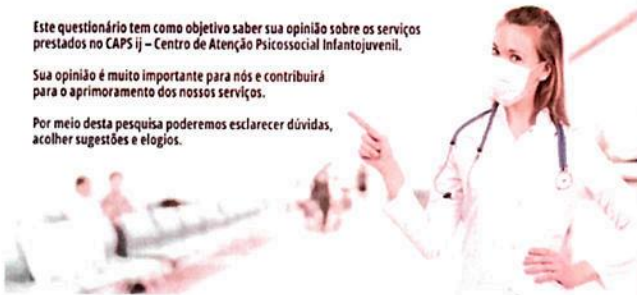 Este questionário tem como objetivo saber sua opinião sobre os serviços
prestados no CAPS ij – Centro de Atenção Psicossocial Infantojuvenil.
Sua opinião é muito importante para nós e contribuirá
para o aprimoramento dos nossos serviços.
Por meio desta pesquisa poderemos esclarecer dúvidas,
acolher sugestões e elogios.